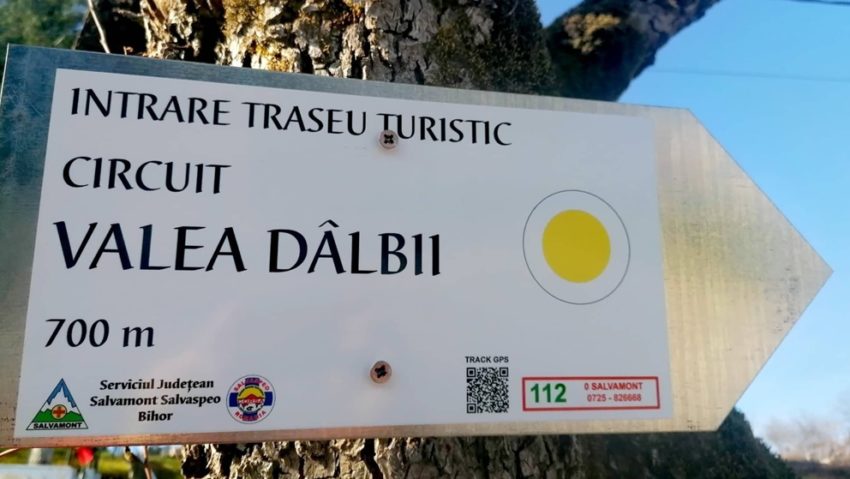 INTRARE TRASEU TURISTIC
CIRCUIT
VALEA DÂLBII
700 m
TRACK GPS
Serviciul Județean
Salvamont Salvaspeo
Bihor
SALVAMONT
112
0 SALVAMONT
0725 - 826668